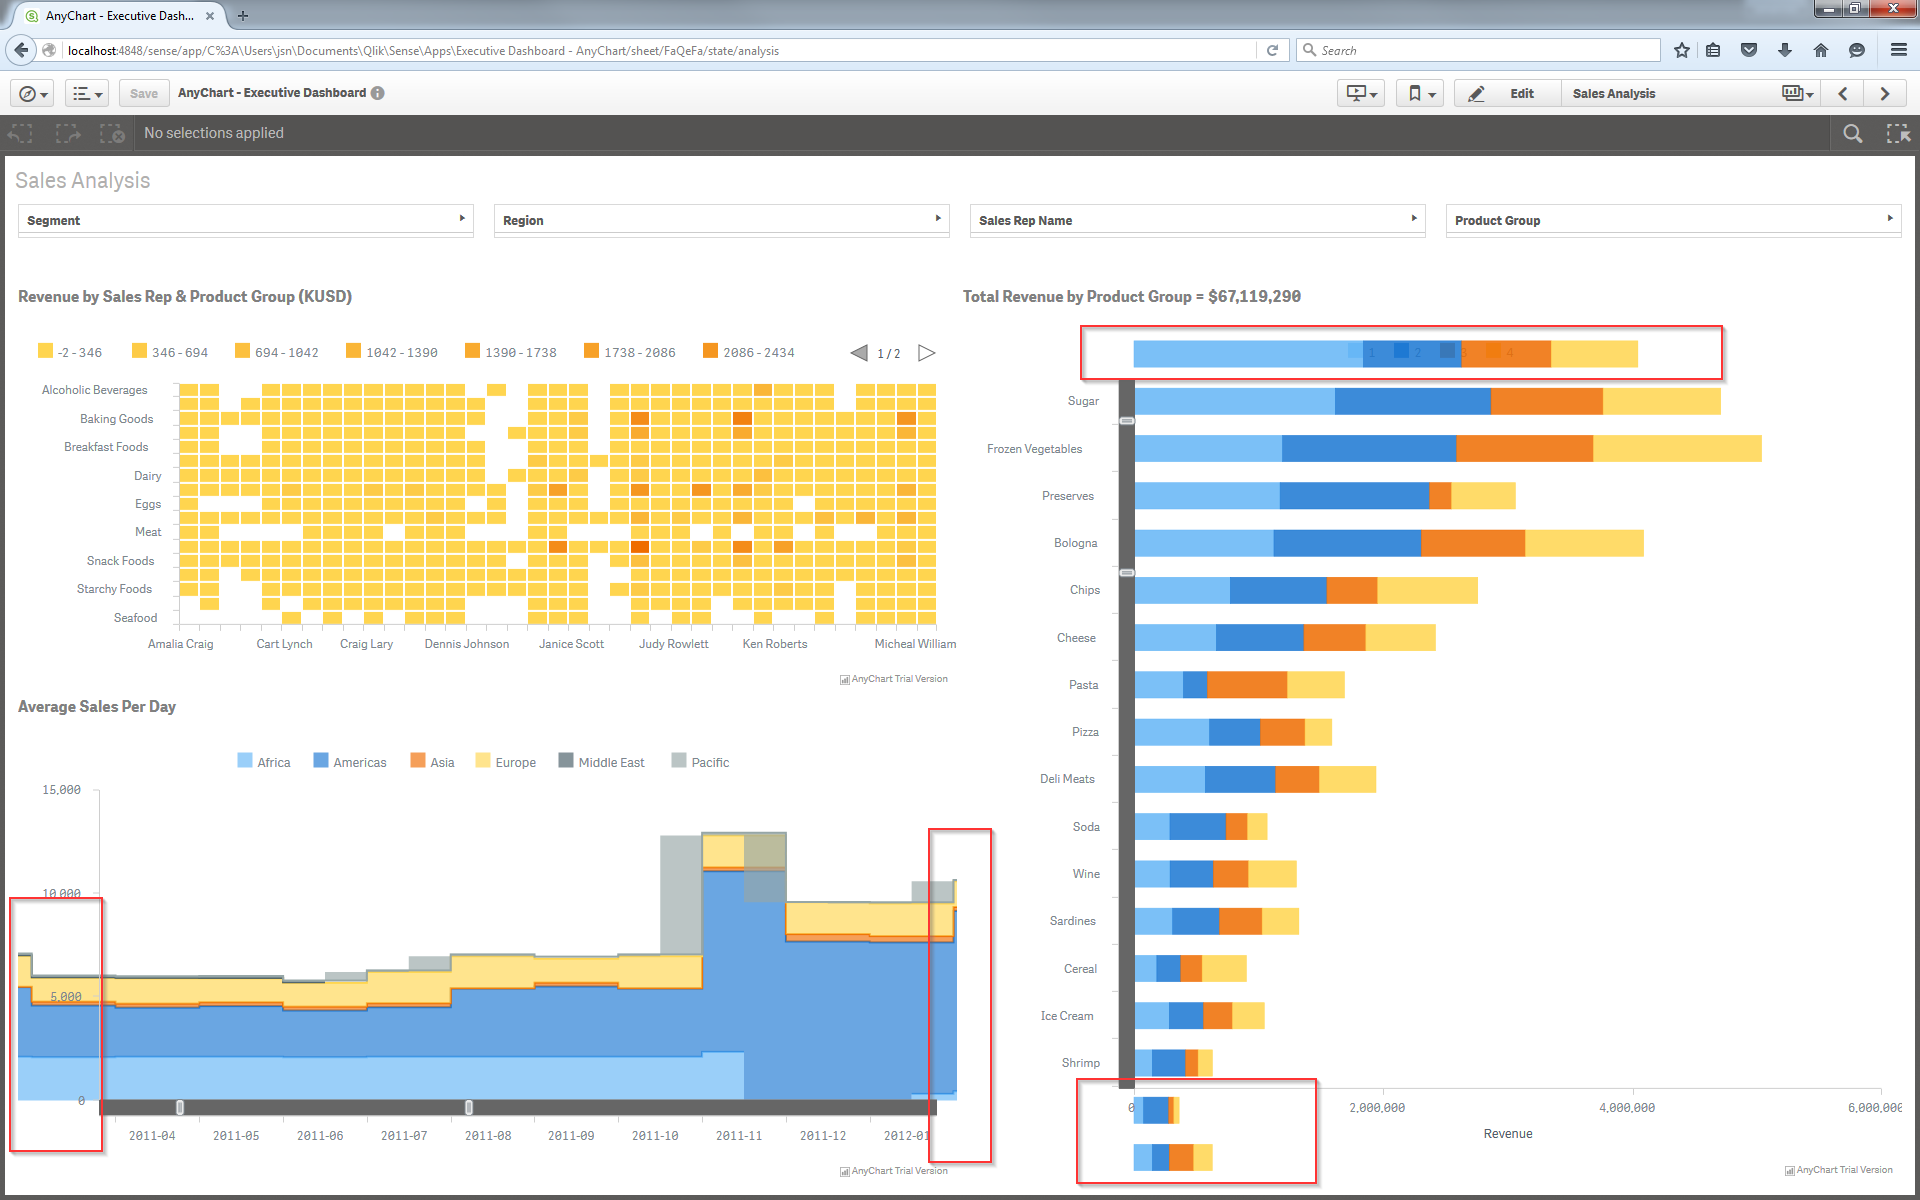 AnyChart - Executive Dash...
localhost:4848/sense/app/C%3A\Users\jsn\Documents\Qlik\Sense\Apps\Executive Dashboard - AnyChart/sheet/FaQeFa/state/analysis
Search
Save
AnyChart - Executive Dashboard
Edit
Sales Analysis
No selections applied
Sales Analysis
Segment
Region
Sales Rep Name
Product Group
Revenue by Sales Rep & Product Group (KUSD)
-2 - 346
346 - 694
694 - 1042
1042 - 1390
1390 - 1738
1738 - 2086
2086 - 2434
1 / 2
Alcoholic Beverages
Baking Goods
Breakfast Foods
Dairy
Eggs
Meat
Snack Foods
Starchy Foods
Seafood
Amalia Craig
Cart Lynch
Craig Lary
Dennis Johnson
Janice Scott
Judy Rowlett
Ken Roberts
Micheal William
AnyChart Trial Version
Average Sales Per Day
Africa
Americas
Asia
Europe
Middle East
Pacific
15,000
10,000
5,000
0
2011-04
2011-05
2011-06
2011-07
2011-08
2011-09
2011-10
2011-11
2011-12
2012-01
AnyChart Trial Version
Total Revenue by Product Group = $67,119,290
1
2
3
4
Sugar
Frozen Vegetables
Preserves
Bologna
Chips
Cheese
Pasta
Pizza
Deli Meats
Soda
Wine
Sardines
Cereal
Ice Cream
Shrimp
0
2,000,000
4,000,000
6,000,000
Revenue
AnyChart Trial Version